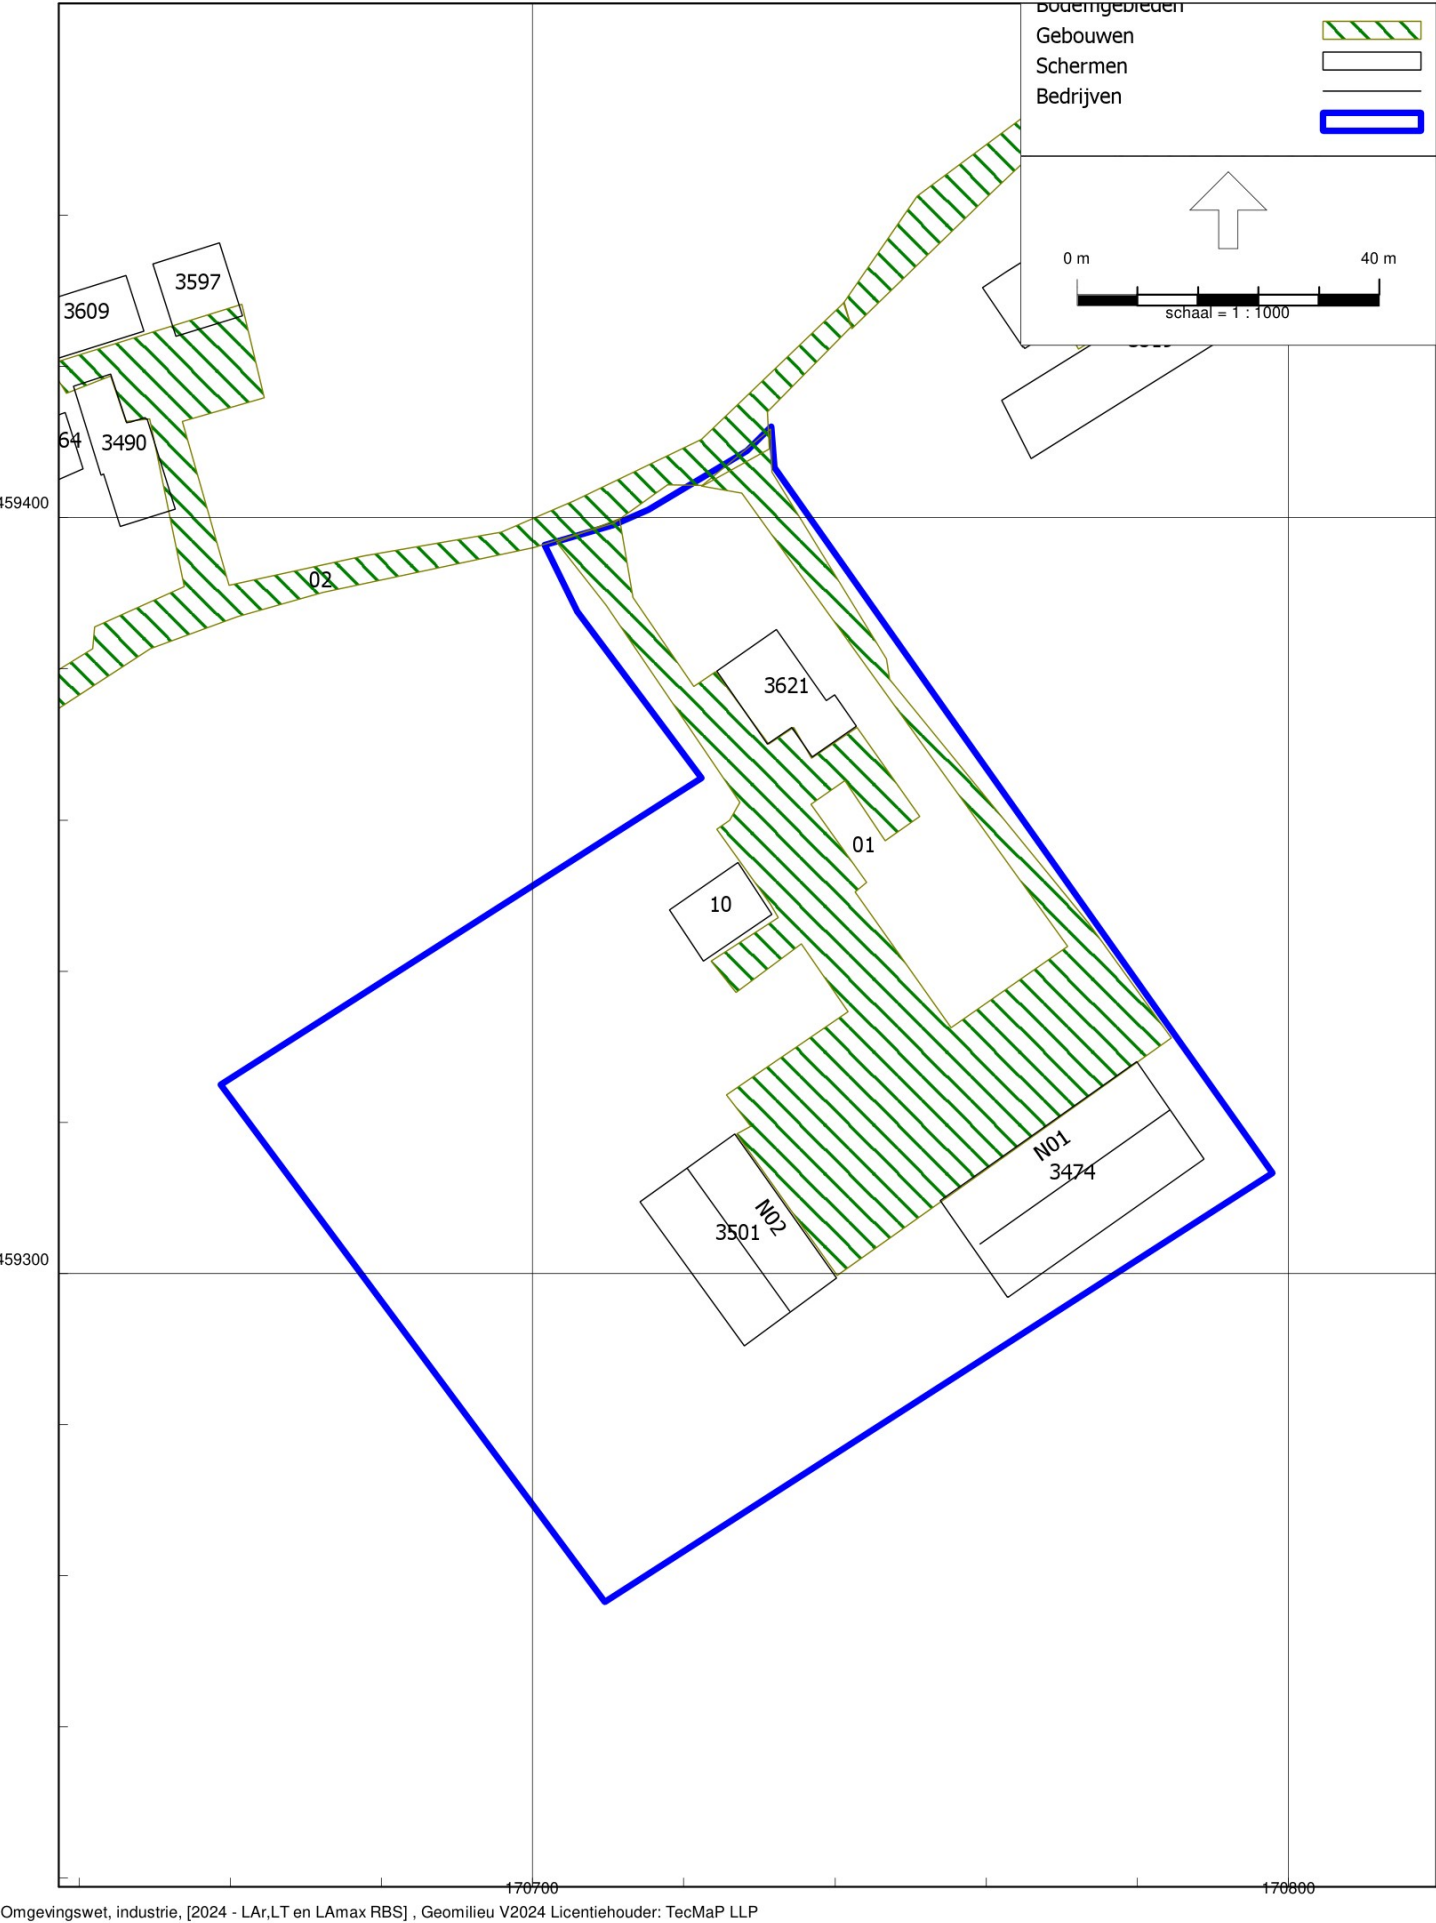 Bodemgebieden
Gebouwen
Schermen
Bedrijven
0 m 40 m
schaal = 1 : 1000
3597
3609
64
3490
459400
02
3621
01
10
N01
3474
N02
3501
459300
170700 170800
Omgevingswet, industrie, [2024 - LAr,LT en LAmax RBS] , Geomilieu V2024 Licentiehouder: TecMaP LLP